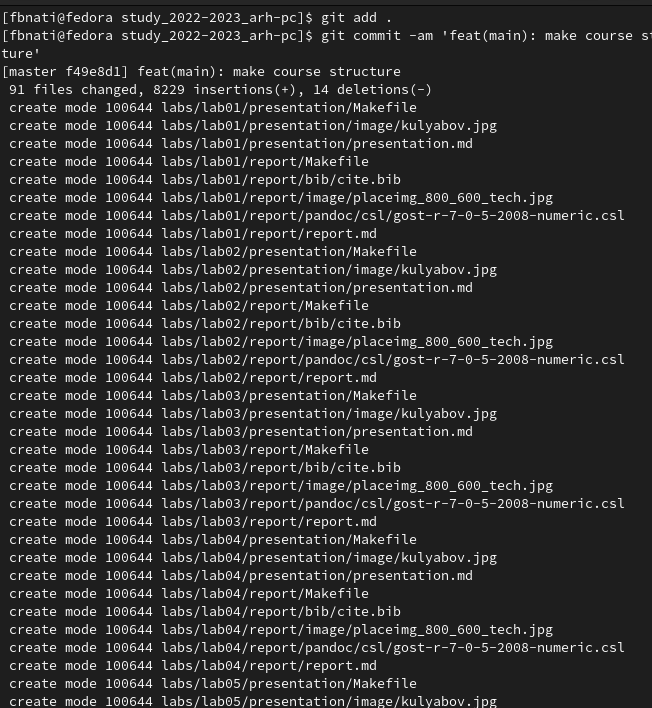 [fbnati@fedora study_2022-2023_arh-pc]$ git add .
[fbnati@fedora study_2022-2023_arh-pc]$ git commit -am 'feat(main): make course st
ture'
[master f49e8d1] feat(main): make course structure
 91 files changed, 8229 insertions(+), 14 deletions(-)
 create mode 100644 labs/lab01/presentation/Makefile
 create mode 100644 labs/lab01/presentation/image/kulyabov.jpg
 create mode 100644 labs/lab01/presentation/presentation.md
 create mode 100644 labs/lab01/report/Makefile
 create mode 100644 labs/lab01/report/bib/cite.bib
 create mode 100644 labs/lab01/report/image/placeimg_800_600_tech.jpg
 create mode 100644 labs/lab01/report/pandoc/csl/gost-r-7-0-5-2008-numeric.csl
 create mode 100644 labs/lab01/report/report.md
 create mode 100644 labs/lab02/presentation/Makefile
 create mode 100644 labs/lab02/presentation/image/kulyabov.jpg
 create mode 100644 labs/lab02/presentation/presentation.md
 create mode 100644 labs/lab02/report/Makefile
 create mode 100644 labs/lab02/report/bib/cite.bib
 create mode 100644 labs/lab02/report/image/placeimg_800_600_tech.jpg
 create mode 100644 labs/lab02/report/pandoc/csl/gost-r-7-0-5-2008-numeric.csl
 create mode 100644 labs/lab02/report/report.md
 create mode 100644 labs/lab03/presentation/Makefile
 create mode 100644 labs/lab03/presentation/image/kulyabov.jpg
 create mode 100644 labs/lab03/presentation/presentation.md
 create mode 100644 labs/lab03/report/Makefile
 create mode 100644 labs/lab03/report/bib/cite.bib
 create mode 100644 labs/lab03/report/image/placeimg_800_600_tech.jpg
 create mode 100644 labs/lab03/report/pandoc/csl/gost-r-7-0-5-2008-numeric.csl
 create mode 100644 labs/lab03/report/report.md
 create mode 100644 labs/lab04/presentation/Makefile
 create mode 100644 labs/lab04/presentation/image/kulyabov.jpg
 create mode 100644 labs/lab04/presentation/presentation.md
 create mode 100644 labs/lab04/report/Makefile
 create mode 100644 labs/lab04/report/bib/cite.bib
 create mode 100644 labs/lab04/report/image/placeimg_800_600_tech.jpg
 create mode 100644 labs/lab04/report/pandoc/csl/gost-r-7-0-5-2008-numeric.csl
 create mode 100644 labs/lab04/report/report.md
 create mode 100644 labs/lab05/presentation/Makefile
 create mode 100644 labs/lab05/presentation/image/kulyabov.jpg